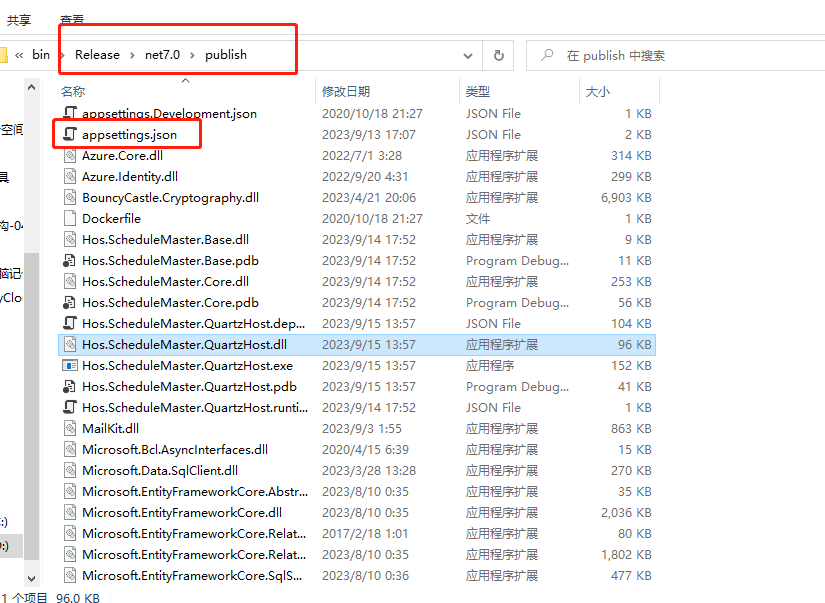 共享 查看
« bin › Release › net7.0 › publish 在 publish 中搜索
名称 修改日期 类型 大小
appsettings.Development.json 2020/10/18 21:27 JSON File 1 KB
appsettings.json 2023/9/13 17:07 JSON File 2 KB
Azure.Core.dll 2022/7/1 3:28 应用程序扩展 314 KB
Azure.Identity.dll 2022/9/20 4:31 应用程序扩展 299 KB
BouncyCastle.Cryptography.dll 2023/4/21 20:06 应用程序扩展 6,903 KB
Dockerfile 2020/10/18 21:27 文件 1 KB
Hos.ScheduleMaster.Base.dll 2023/9/14 17:52 应用程序扩展 9 KB
Hos.ScheduleMaster.Base.pdb 2023/9/14 17:52 Program Debug... 11 KB
Hos.ScheduleMaster.Core.dll 2023/9/14 17:52 应用程序扩展 253 KB
Hos.ScheduleMaster.Core.pdb 2023/9/14 17:52 Program Debug... 56 KB
Hos.ScheduleMaster.QuartzHost.dep... 2023/9/15 13:57 JSON File 104 KB
Hos.ScheduleMaster.QuartzHost.dll 2023/9/15 13:57 应用程序扩展 96 KB
Hos.ScheduleMaster.QuartzHost.exe 2023/9/15 13:57 应用程序 152 KB
Hos.ScheduleMaster.QuartzHost.pdb 2023/9/15 13:57 Program Debug... 41 KB
Hos.ScheduleMaster.QuartzHost.runti... 2023/9/14 17:52 JSON File 1 KB
MailKit.dll 2023/9/3 1:55 应用程序扩展 863 KB
Microsoft.Bcl.AsyncInterfaces.dll 2020/4/15 6:39 应用程序扩展 15 KB
Microsoft.Data.SqlClient.dll 2023/3/28 13:28 应用程序扩展 270 KB
Microsoft.EntityFrameworkCore.Abstr... 2023/8/10 0:35 应用程序扩展 35 KB
Microsoft.EntityFrameworkCore.dll 2023/8/10 0:35 应用程序扩展 2,036 KB
Microsoft.EntityFrameworkCore.Relat... 2017/2/18 1:01 应用程序扩展 80 KB
Microsoft.EntityFrameworkCore.Relat... 2023/8/10 0:35 应用程序扩展 1,802 KB
Microsoft.EntityFrameworkCore.SqlS... 2023/8/10 0:36 应用程序扩展 477 KB
空间
具
构-04
脑记
yClou
:)
:)
1 个项目 96.0 KB